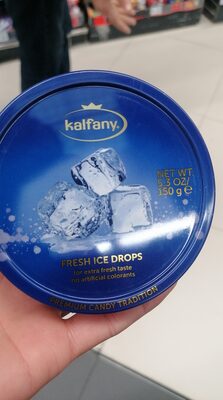 kalfany®
NET WT.
5.3 OZ/
150 g ℮
FRESH ICE DROPS
for extra fresh taste
no artificial colorants
PREMIUM CANDY TRADITION